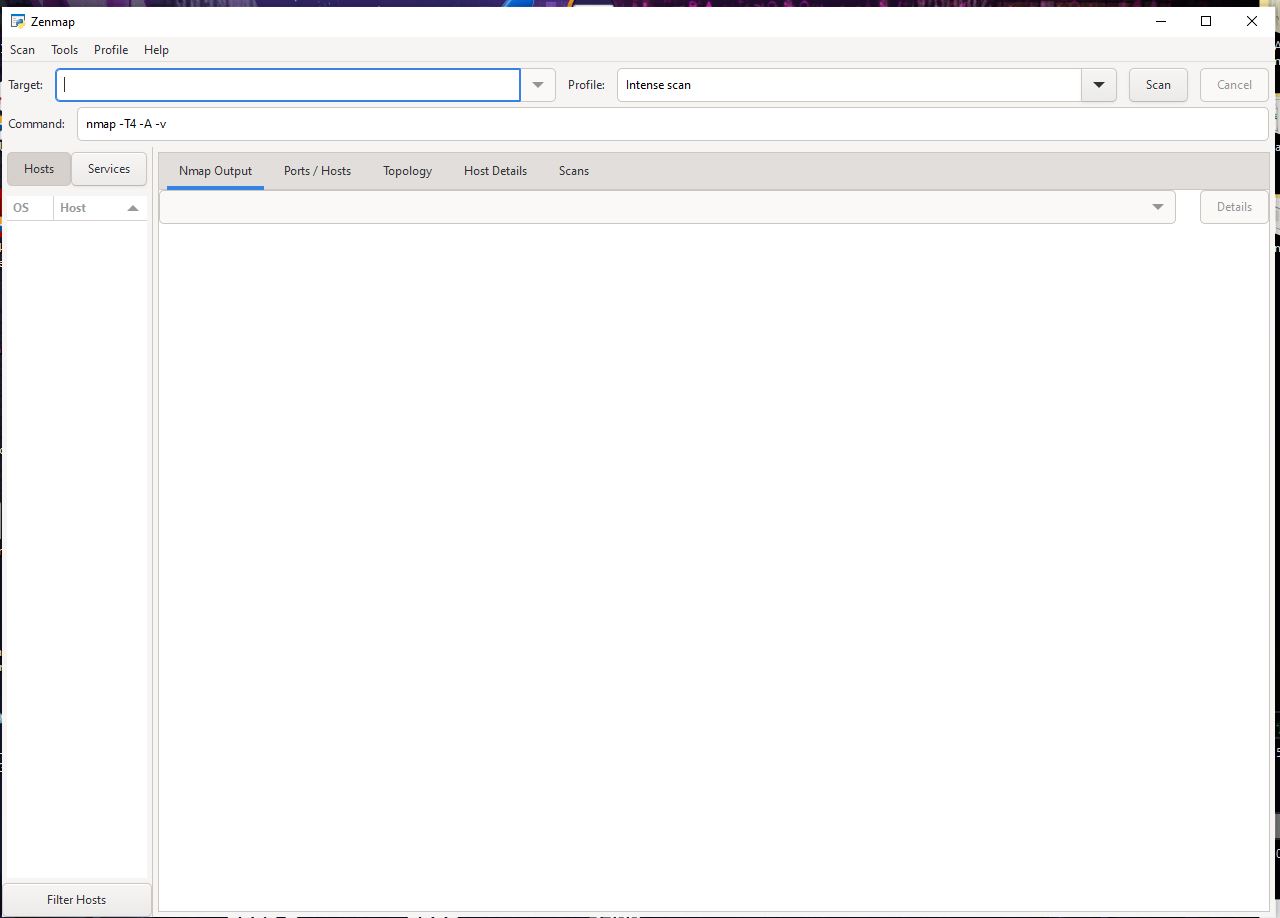 Zenmap
Scan Tools Profile Help
Target: Profile: Intense scan Scan Cancel
Command: nmap -T4 -A -v
Hosts Services Nmap Output Ports / Hosts Topology Host Details Scans
OS Host Details
Filter Hosts